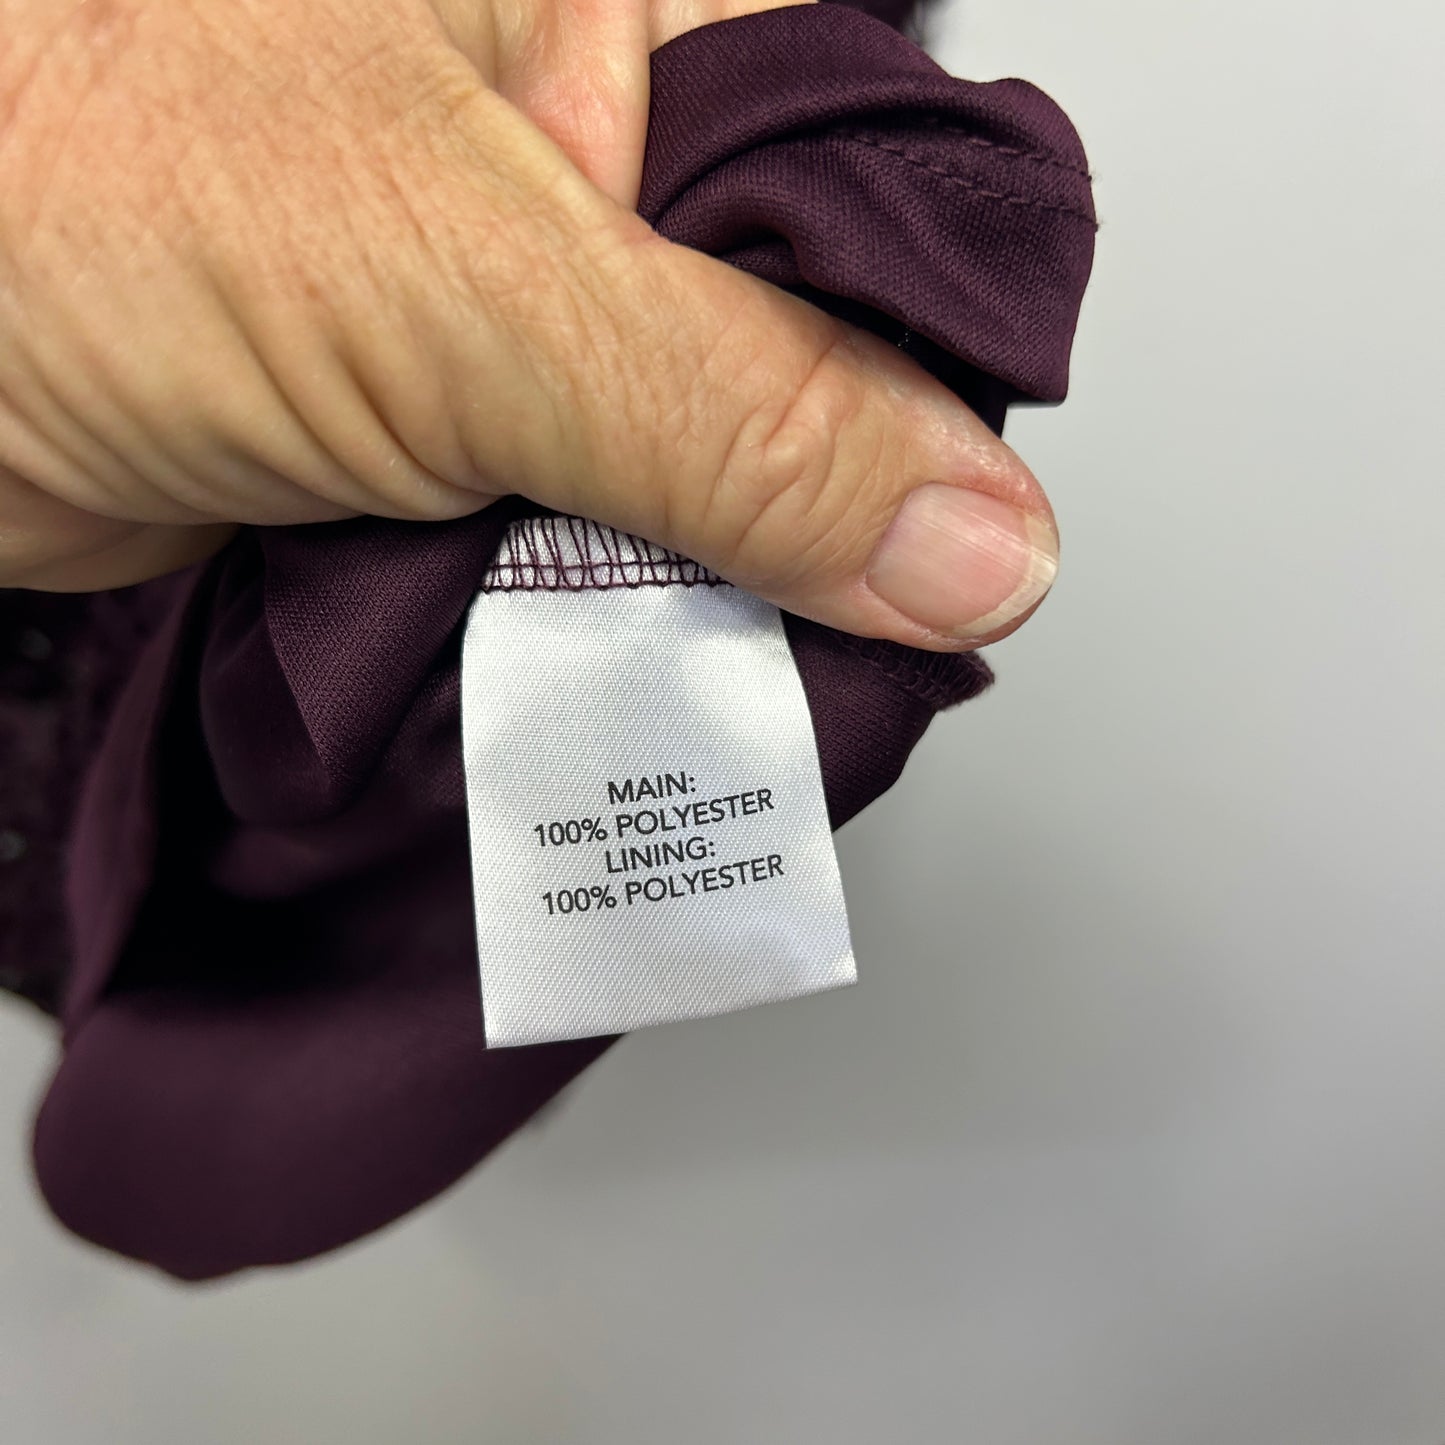 MAIN:
100% POLYESTER
LINING:
100% POLYESTER